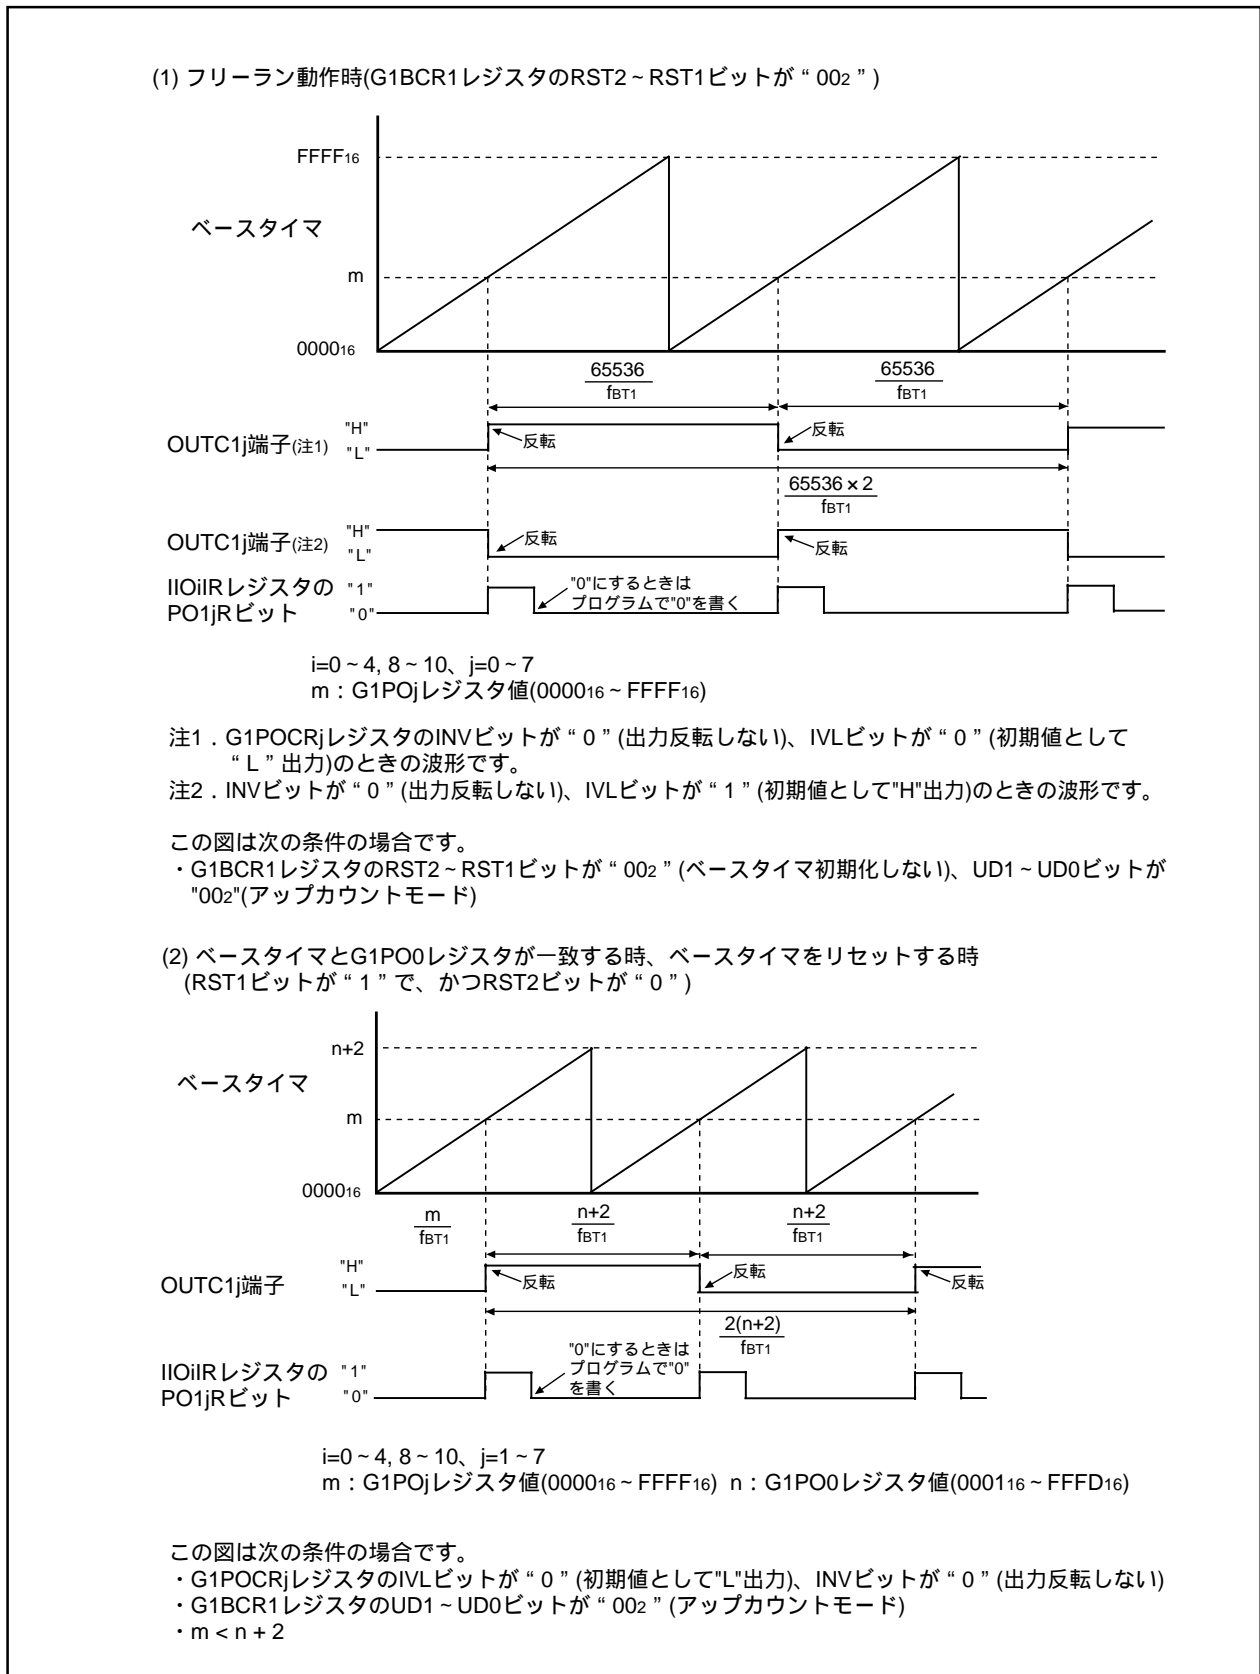 (1) フリーラン動作時(G1BCR1レジスタのRST2～RST1ビットが“002”)
FFFF16
ベースタイマ
m
000016
65536
fBT1
65536
fBT1
OUTC1j端子(注1)
"H"
"L"
反転
反転
65536×2
fBT1
OUTC1j端子(注2)
"H"
"L"
反転
反転
IIOiIRレジスタの
PO1jRビット
"1"
"0"
"0"にするときは
プログラムで"0"を書く
i=0～4, 8～10、j=0～7
m：G1POjレジスタ値(000016～FFFF16)
注1．G1POCRjレジスタのINVビットが“0”(出力反転しない)、IVLビットが“0”(初期値として
“L”出力)のときの波形です。
注2．INVビットが“0”(出力反転しない)、IVLビットが“1”(初期値として"H"出力)のときの波形です。
この図は次の条件の場合です。
・G1BCR1レジスタのRST2～RST1ビットが“002”(ベースタイマ初期化しない)、UD1～UD0ビットが
"002"(アップカウントモード)
(2) ベースタイマとG1PO0レジスタが一致する時、ベースタイマをリセットする時
(RST1ビットが“1”で、かつRST2ビットが“0”)
n+2
ベースタイマ
m
000016
m
fBT1
n+2
fBT1
n+2
fBT1
OUTC1j端子
"H"
"L"
反転
反転
反転
2(n+2)
fBT1
IIOiIRレジスタの
PO1jRビット
"1"
"0"
"0"にするときは
プログラムで"0"
を書く
i=0～4, 8～10、j=1～7
m：G1POjレジスタ値(000016～FFFF16) n：G1PO0レジスタ値(000116～FFFD16)
この図は次の条件の場合です。
・G1POCRjレジスタのIVLビットが“0”(初期値として"L"出力)、INVビットが“0”(出力反転しない)
・G1BCR1レジスタのUD1～UD0ビットが“002”(アップカウントモード)
・m < n + 2